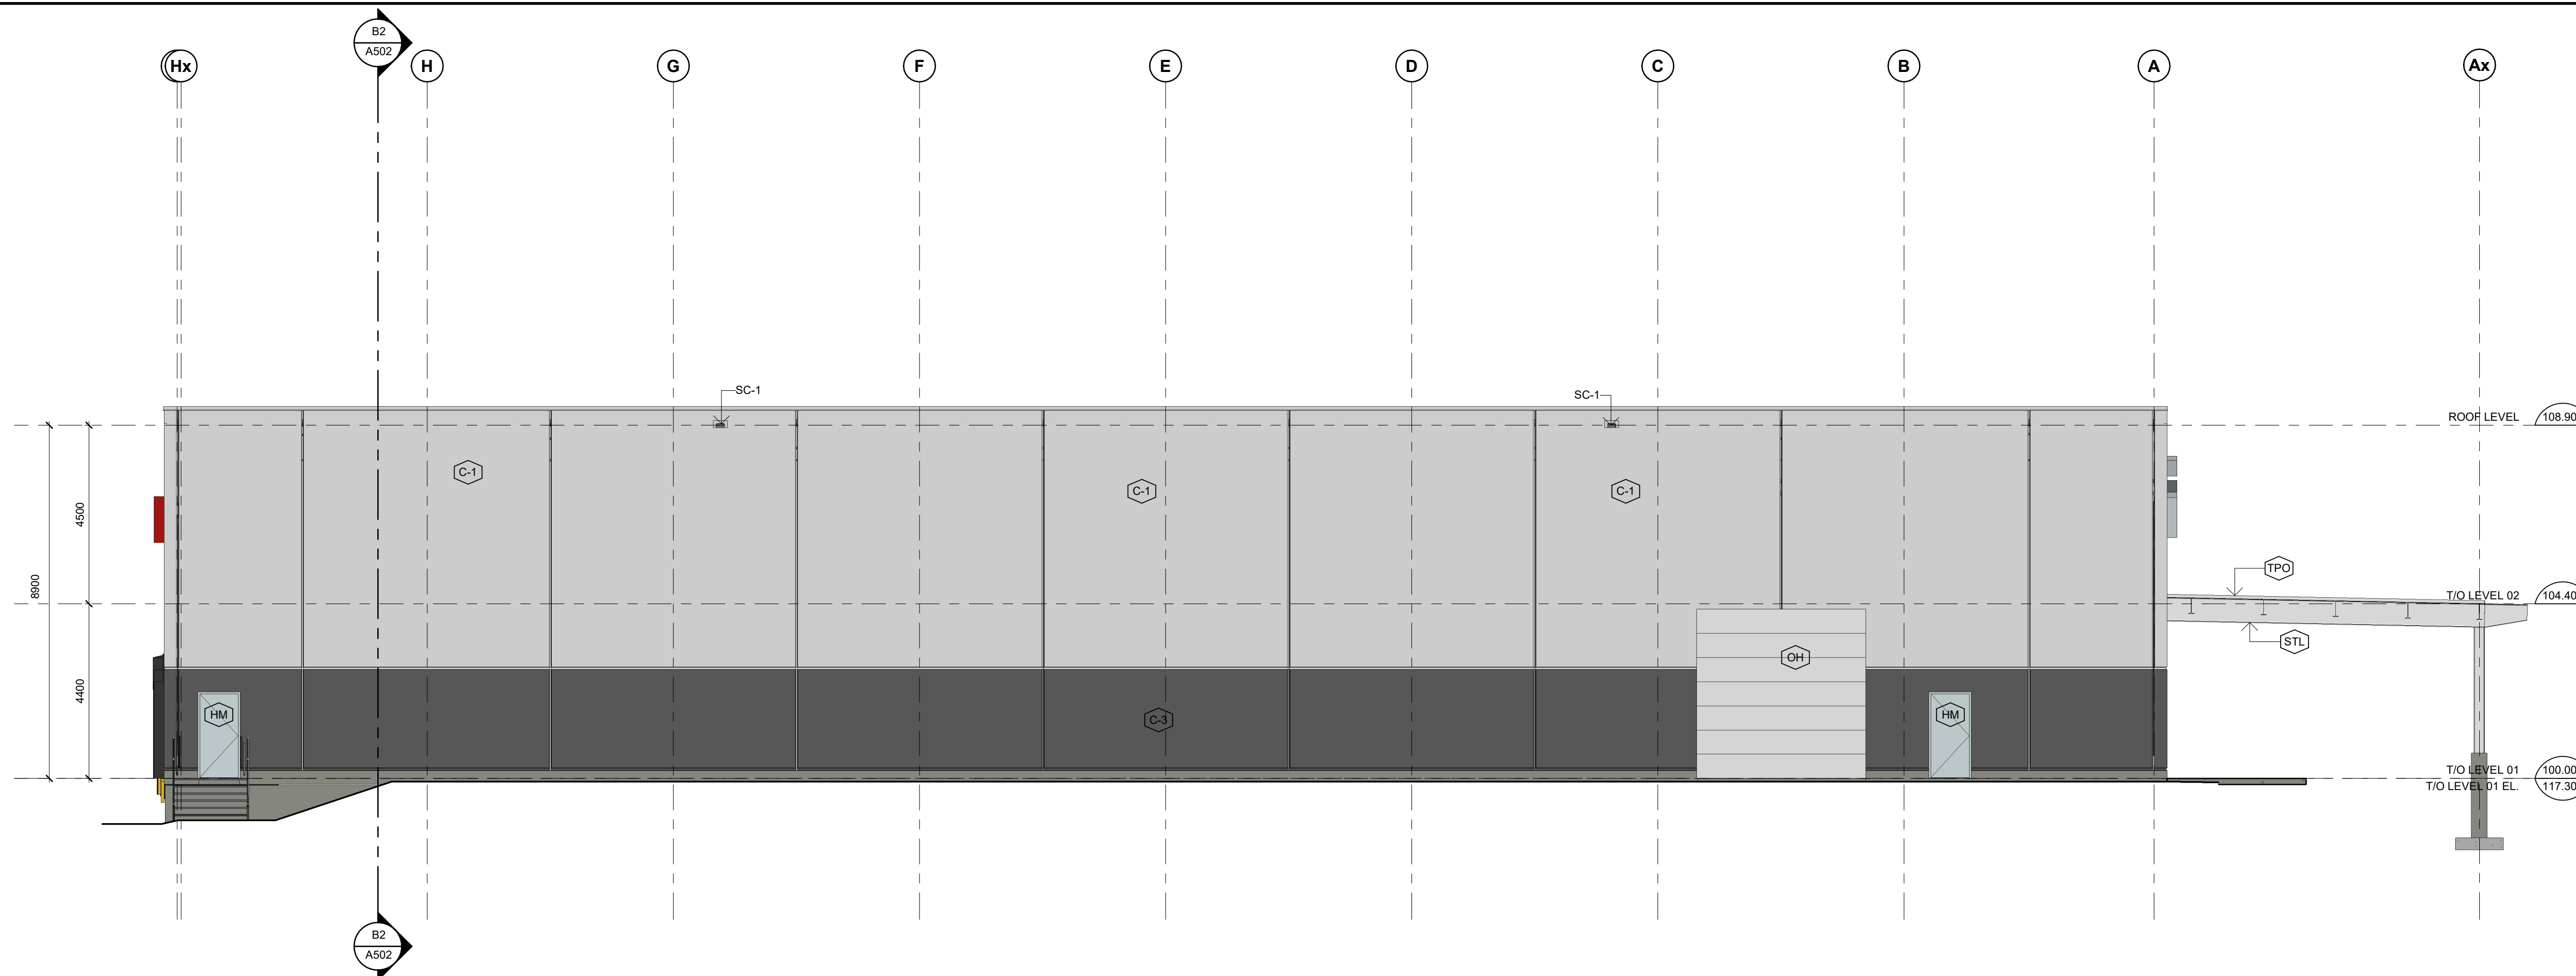 B2
A502
Hx
H
G
F
E
D
C
B
A
Ax
SC-1
SC-1
ROOF LEVEL
108.90
C-1
C-1
C-1
4500
8900
TPO
T/O LEVEL 02
104.40
STL
OH
4400
HM
C-3
HM
T/O LEVEL 01
100.00
T/O LEVEL 01 EL.
117.30
B2
A502